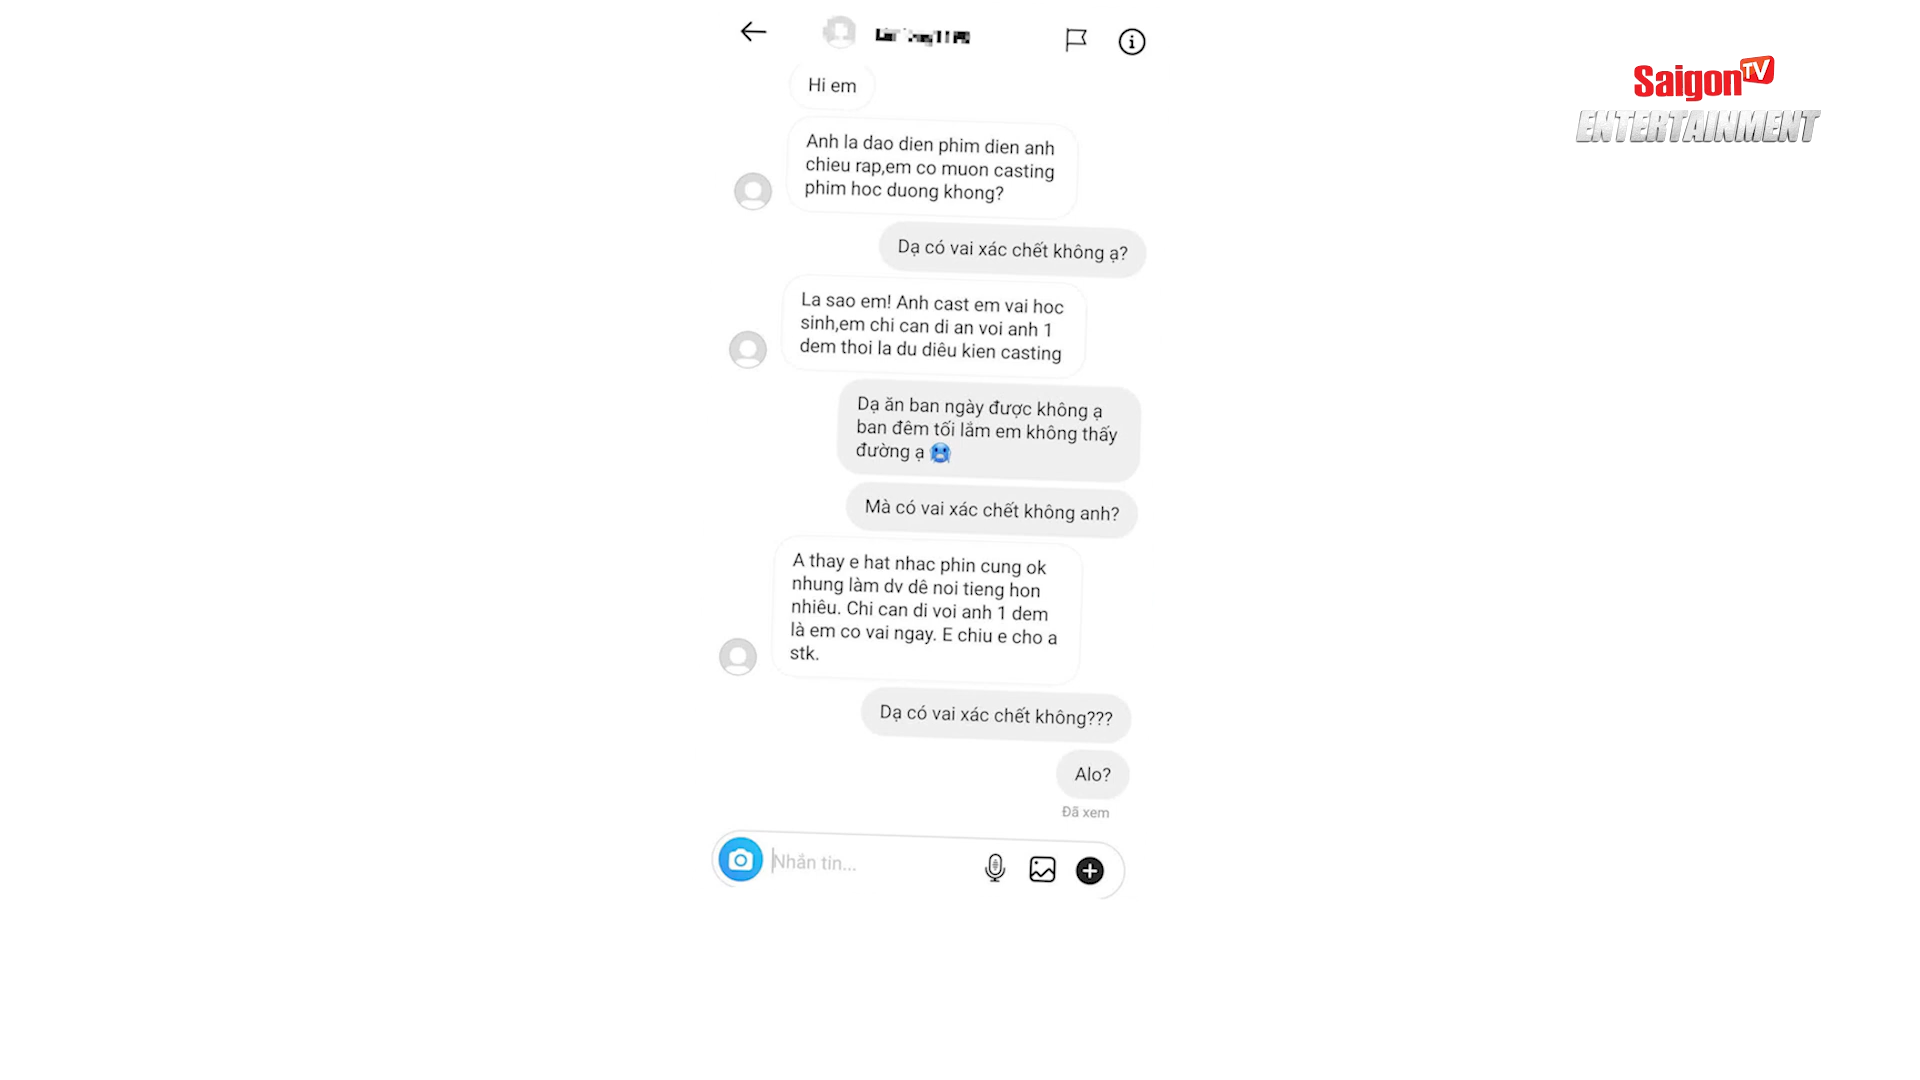 Saigon TV
ENTERTAINMENT
Hi em
Anh la dao dien phim dien anh
chieu rap,em co muon casting
phim hoc duong khong?
Dạ có vai xác chết không ạ?
La sao em! Anh cast em vai hoc
sinh,em chi can di an voi anh 1
dem thoi la du diêu kien casting
Dạ ăn ban ngày được không ạ
ban đêm tối lắm em không thấy
đường ạ 🥶
Mà có vai xác chết không anh?
A thay e hat nhac phin cung ok
nhung làm dv dê noi tieng hon
nhiêu. Chi can di voi anh 1 dem
là em co vai ngay. E chiu e cho a
stk.
Dạ có vai xác chết không???
Alo?
Đã xem
Nhắn tin...